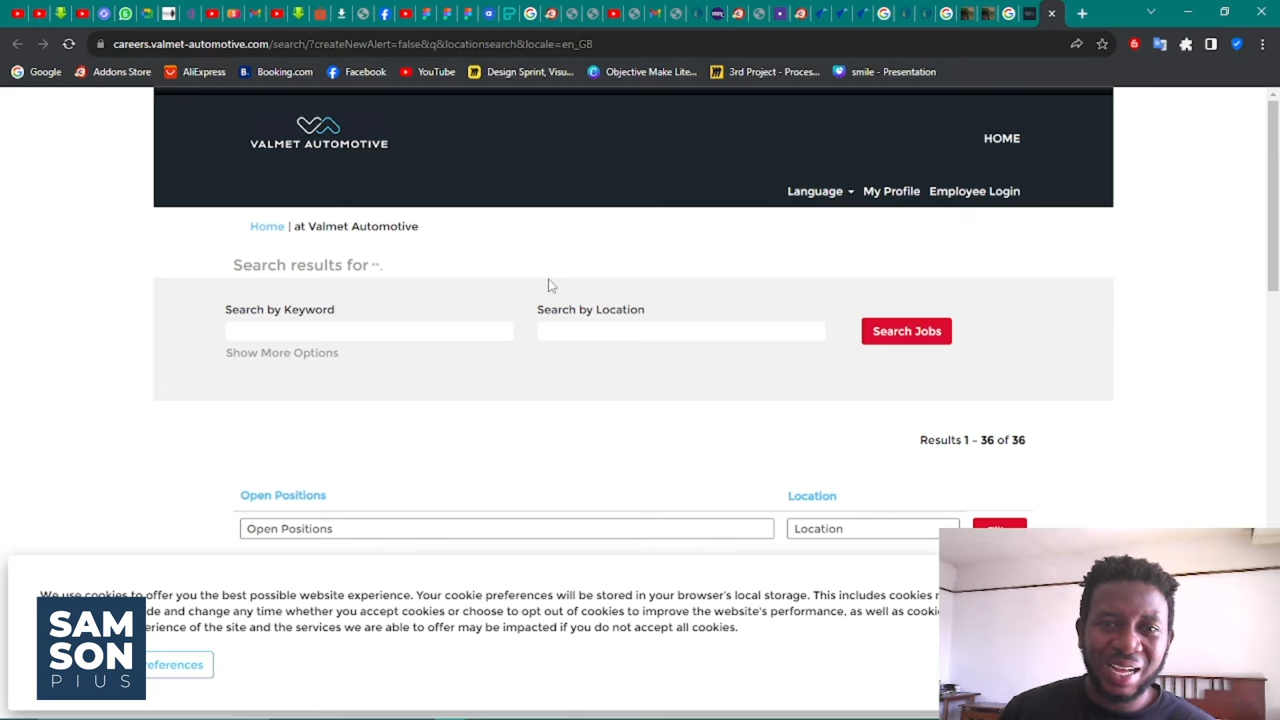 careers.valmet-automotive.com/search/?createNewAlert=false&q&locationsearch&locale=en_GB
Google
Addons Store
AliExpress
Booking.com
Facebook
YouTube
Design Sprint, Visu...
Objective Make Lite...
3rd Project - Proces...
smile - Presentation
VALMET AUTOMOTIVE
HOME
Language My Profile Employee Login
Home | at Valmet Automotive
Search results for "".
Search by Keyword
Search by Location
Search Jobs
Show More Options
Results 1 – 36 of 36
Open Positions
Location
Open Positions
Location
We use cookies to offer you the best possible website experience. Your cookie preferences will be stored in your browser's local storage. This includes cookies
and change any time whether you accept cookies or choose to opt out of cookies to improve the website's performance, as well as
of the site and the services we are able to offer may be impacted if you do not accept all cookies.
SAM
SON
PIUS